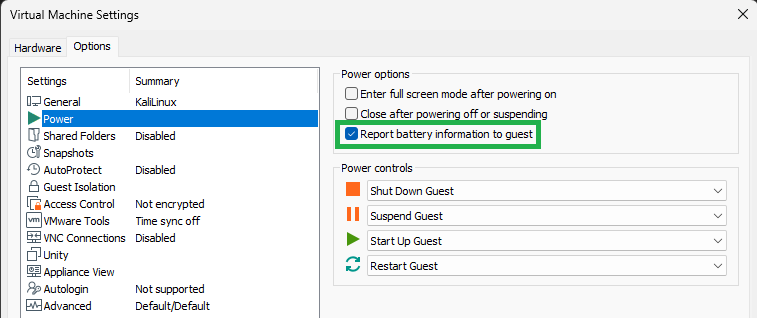 Virtual Machine Settings
Hardware Options
Settings Summary
General KaliLinux
Power
Shared Folders Disabled
Snapshots
AutoProtect Disabled
Guest Isolation
Access Control Not encrypted
vm VMware Tools Time sync off
VNC Connections Disabled
Unity
Appliance View
Autologin Not supported
Advanced Default/Default
Power options
Enter full screen mode after powering on
Close after powering off or suspending
Report battery information to guest
Power controls
Shut Down Guest
Suspend Guest
Start Up Guest
Restart Guest